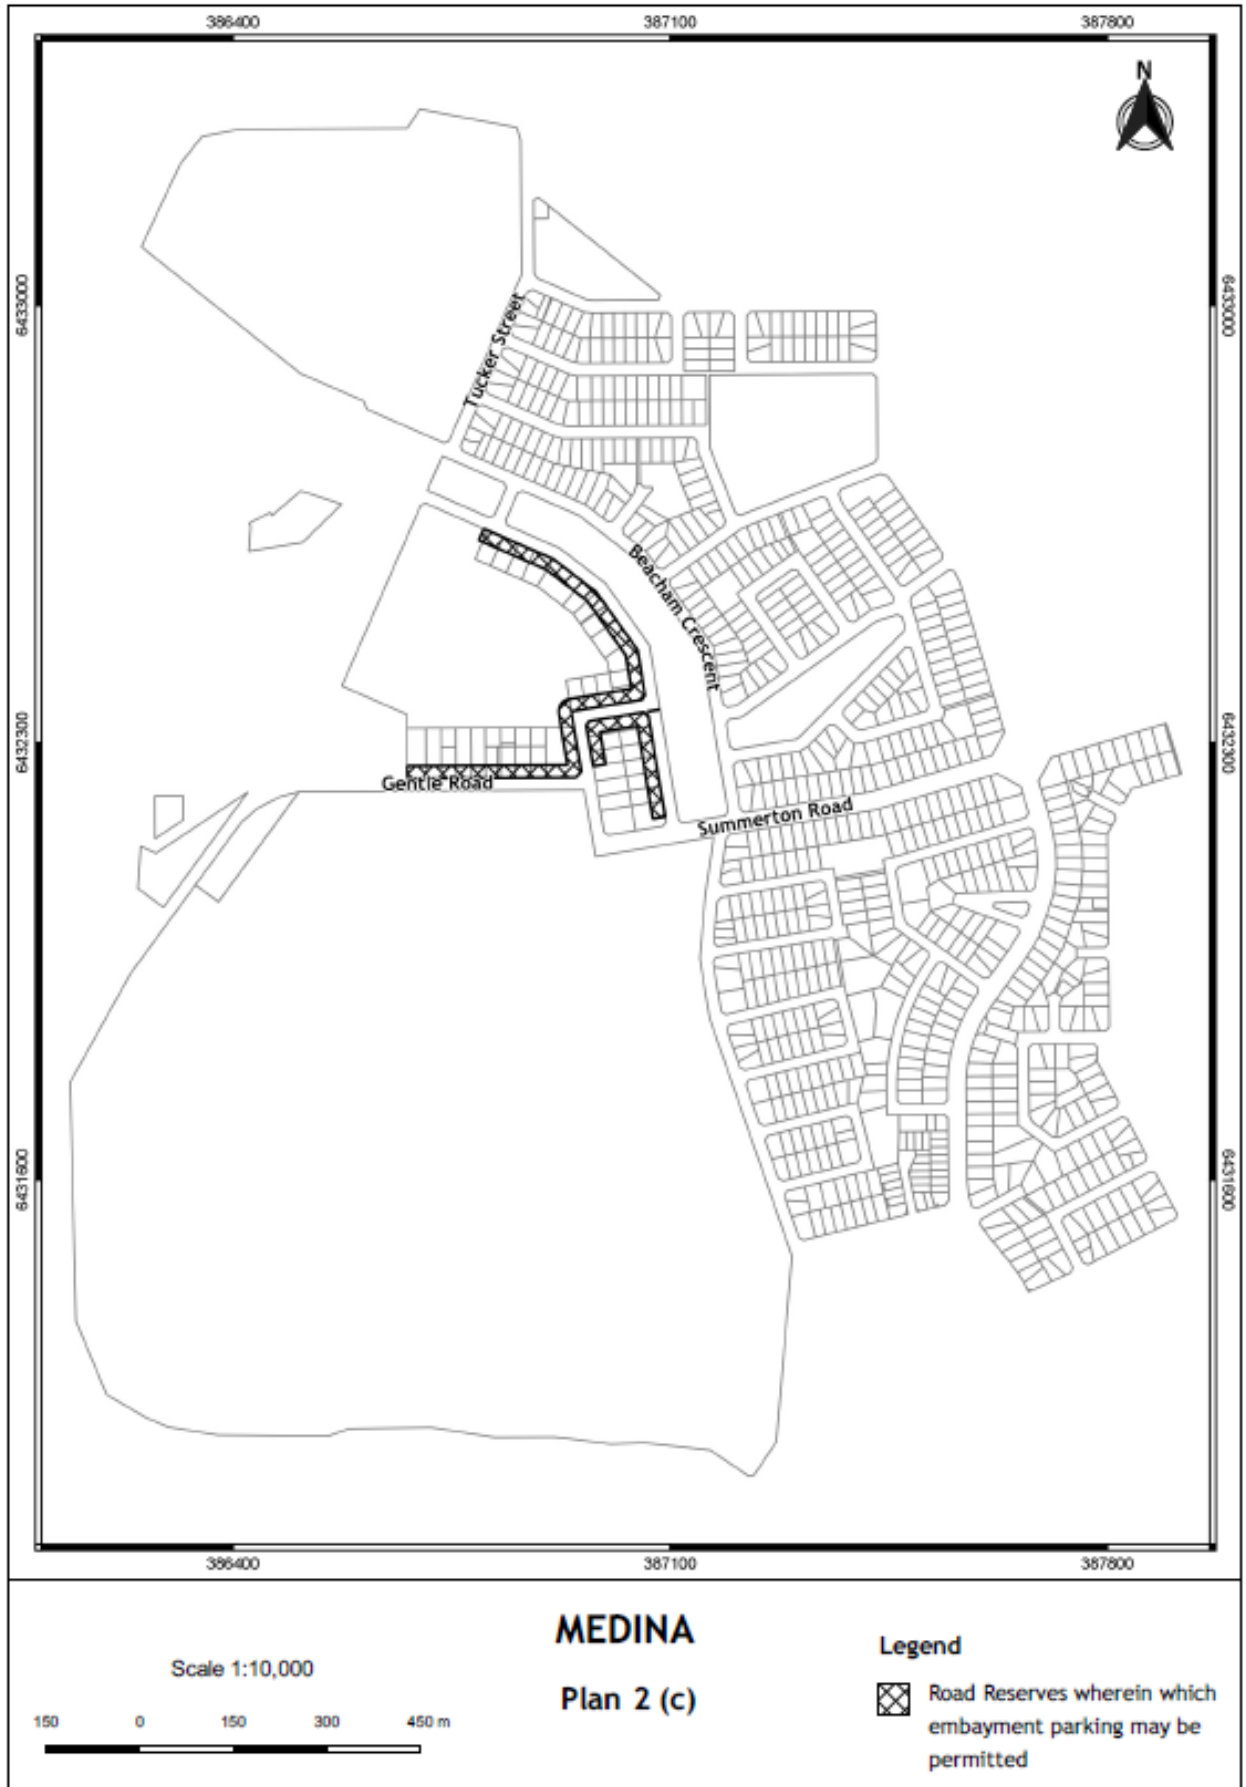 386400
387100
387800
N
6433000
6433000
Tucker Street
Beacham Crescent
6432300
6432300
Gentle Road
Summerton Road
6431600
6431600
386400
387100
387800
MEDINA
Plan 2 (c)
Scale 1:10,000
150 0 150 300 450 m
Legend
Road Reserves wherein which
embayment parking may be
permitted